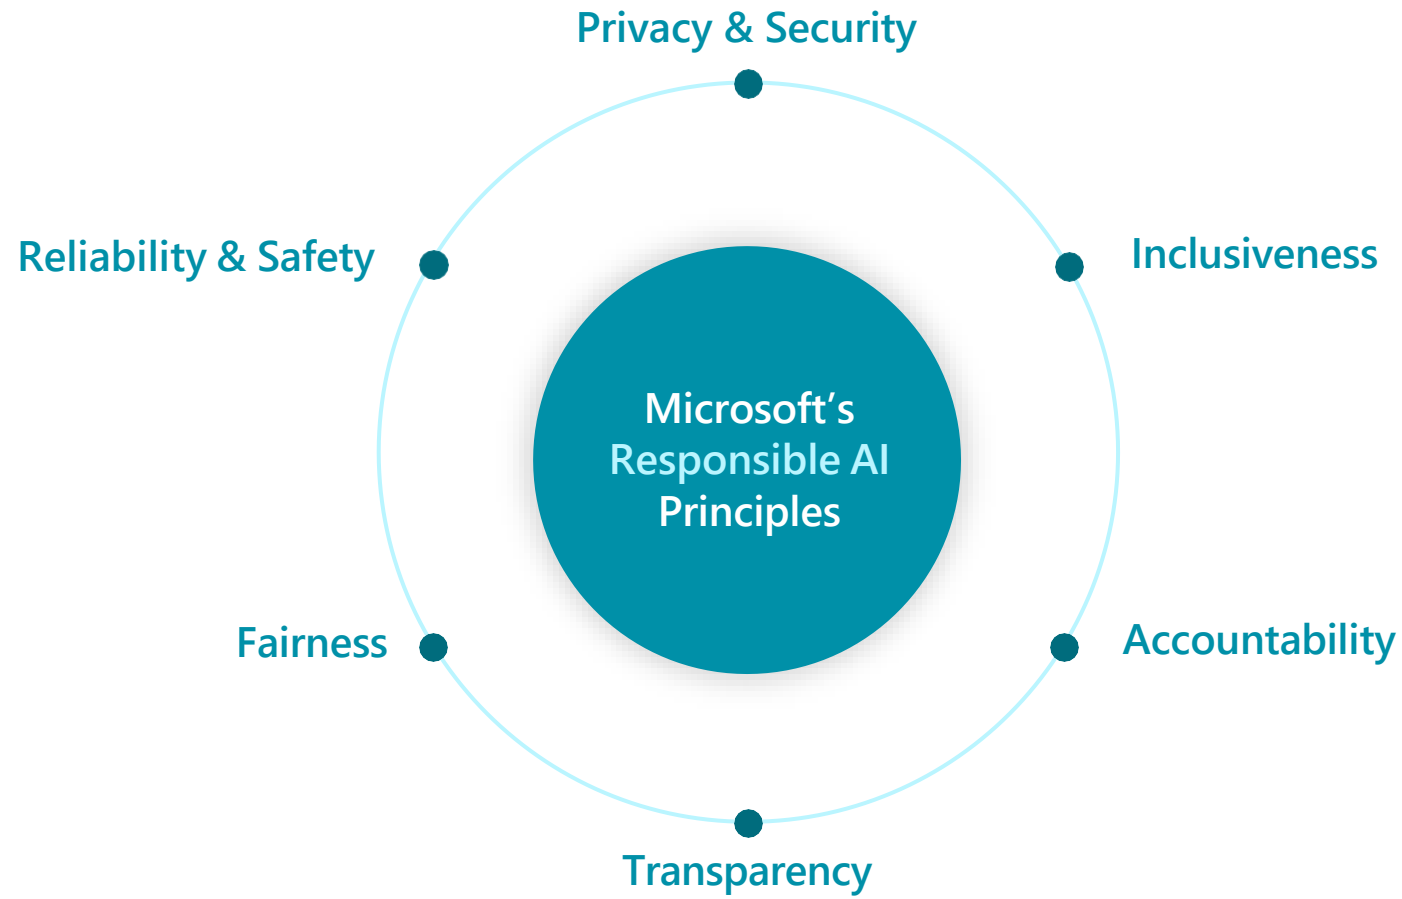 Privacy & Security
Reliability & Safety
Inclusiveness
Microsoft’s
Responsible AI
Principles
Fairness
Accountability
Transparency